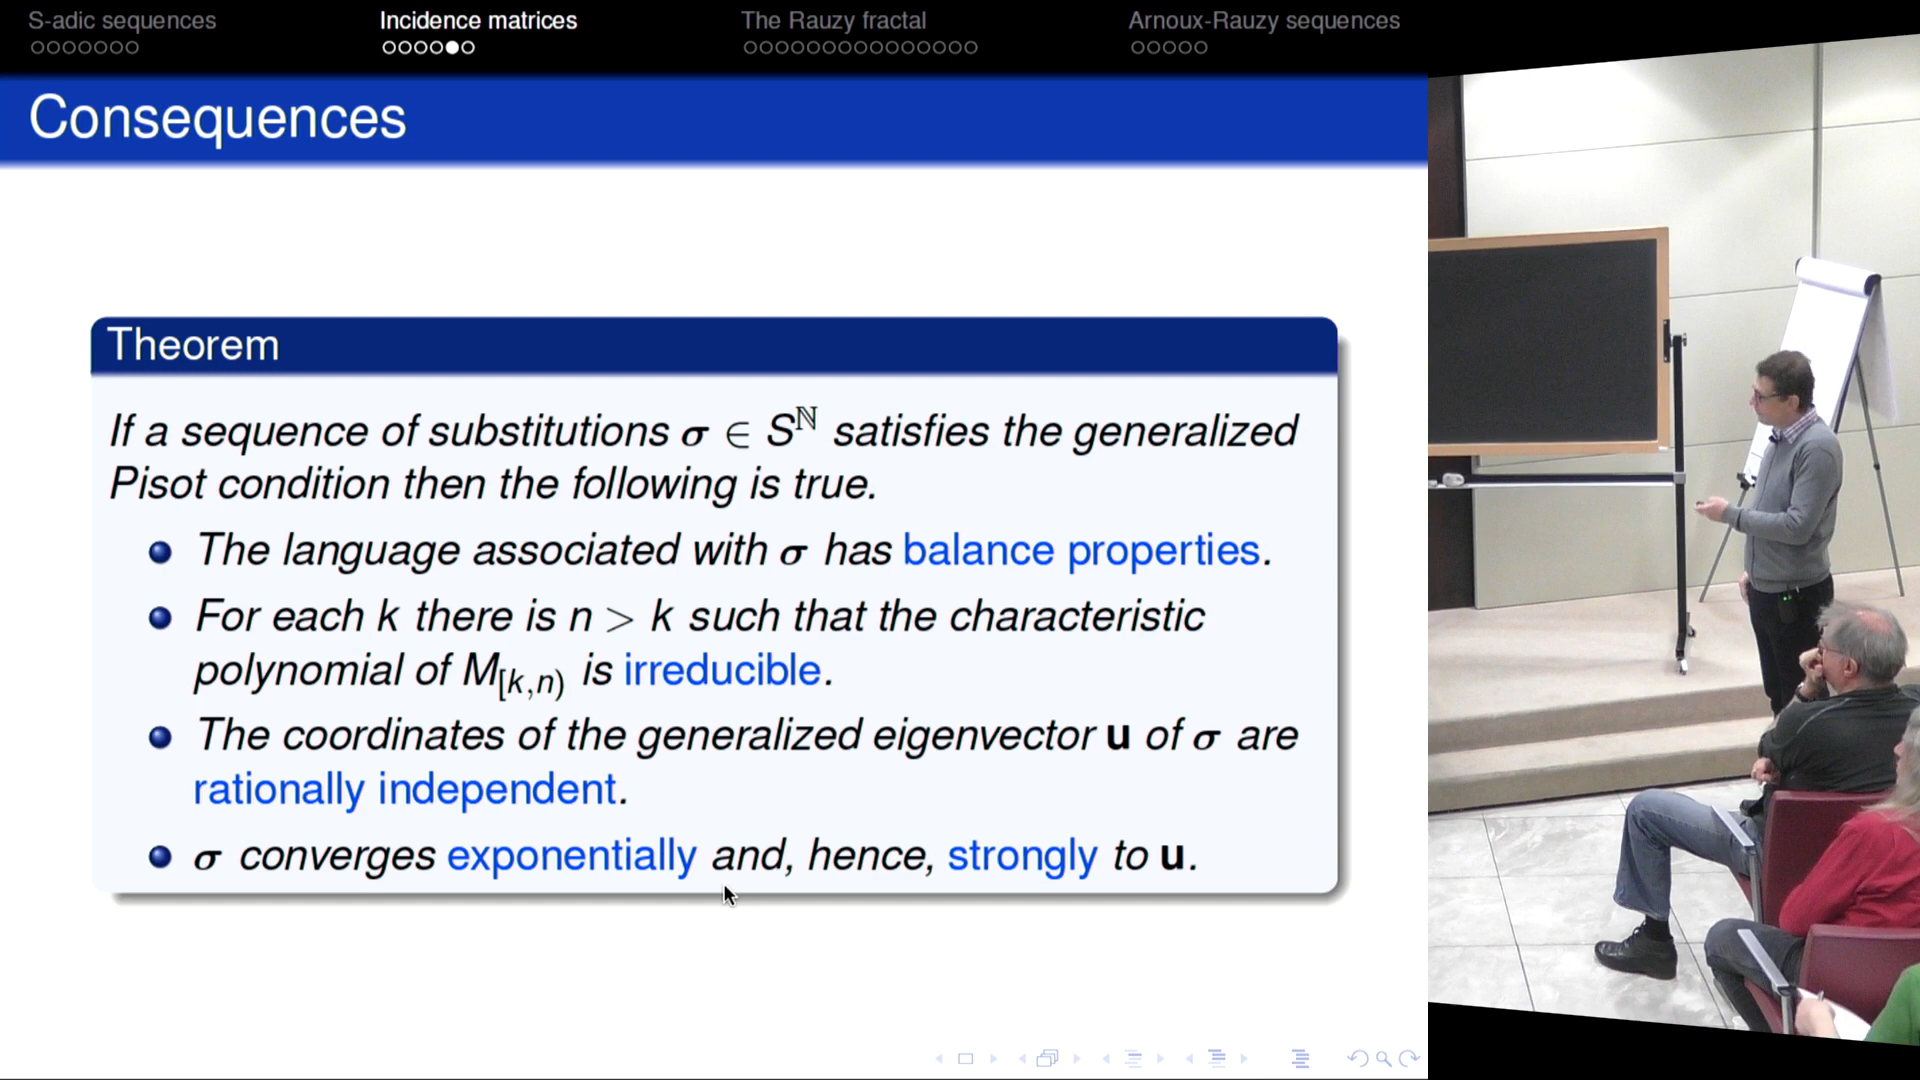 S-adic sequences
Incidence matrices
The Rauzy fractal
Arnoux-Rauzy sequences
Consequences
Theorem
If a sequence of substitutions σ ∈ S^ℕ satisfies the generalized
Pisot condition then the following is true.
The language associated with σ has balance properties.
For each k there is n > k such that the characteristic
polynomial of M_[k,n) is irreducible.
The coordinates of the generalized eigenvector u of σ are
rationally independent.
σ converges exponentially and, hence, strongly to u.